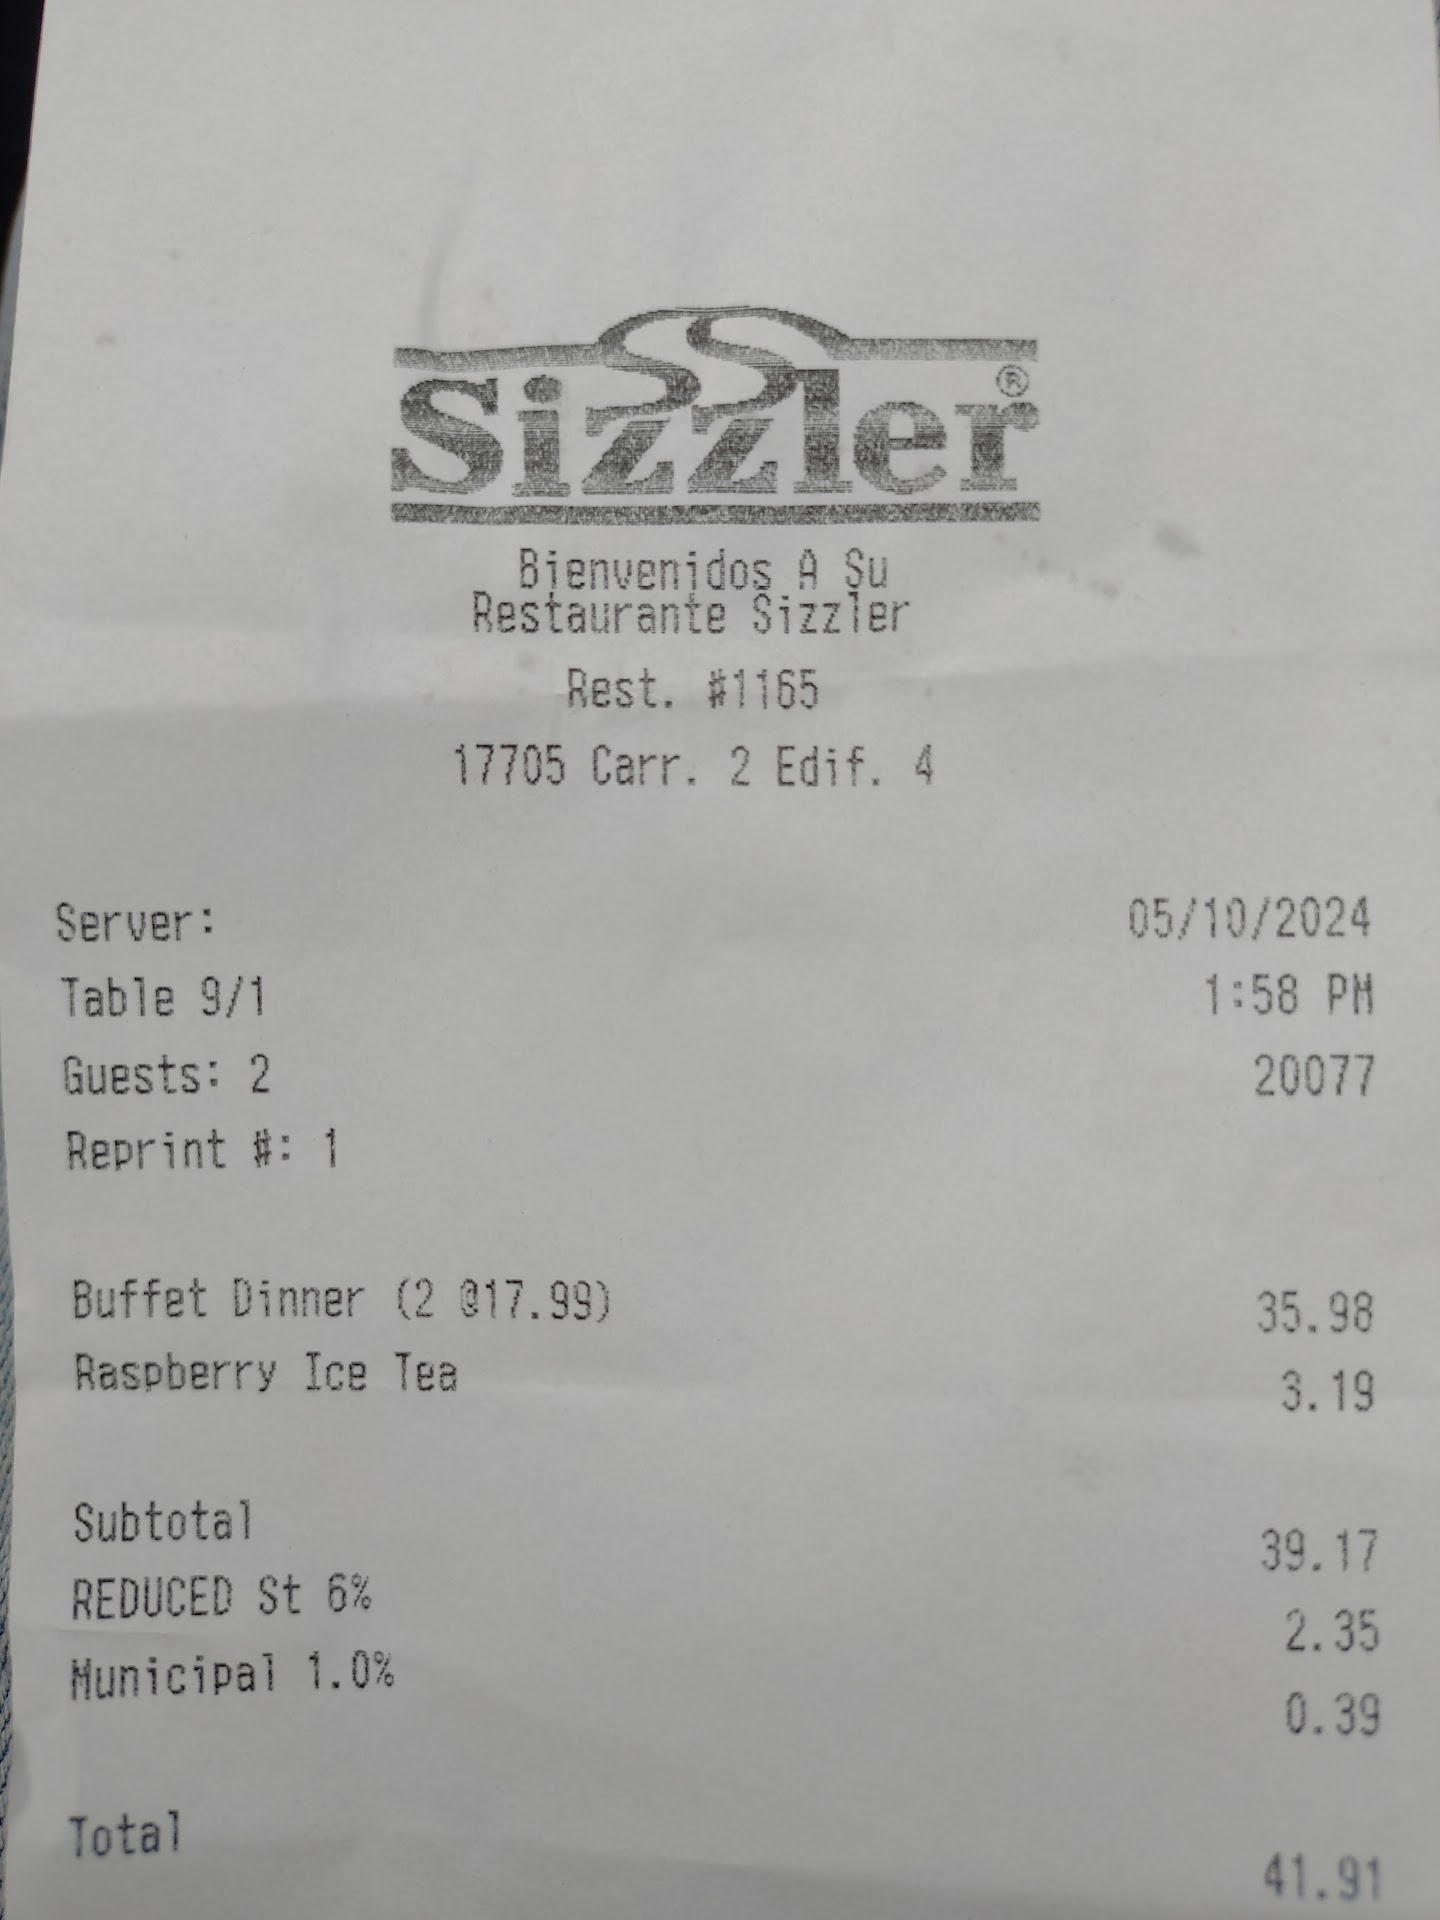 Sizzler®
Bienvenidos A Su
Restaurante Sizzler
Rest. #1165
17705 Carr. 2 Edif. 4
Server: 05/10/2024
Table 9/1 1:58 PM
Guests: 2 20077
Reprint #: 1
Buffet Dinner (2 @17.99) 35.98
Raspberry Ice Tea 3.19
Subtotal 39.17
REDUCED St 6% 2.35
Municipal 1.0% 0.39
Total 41.91